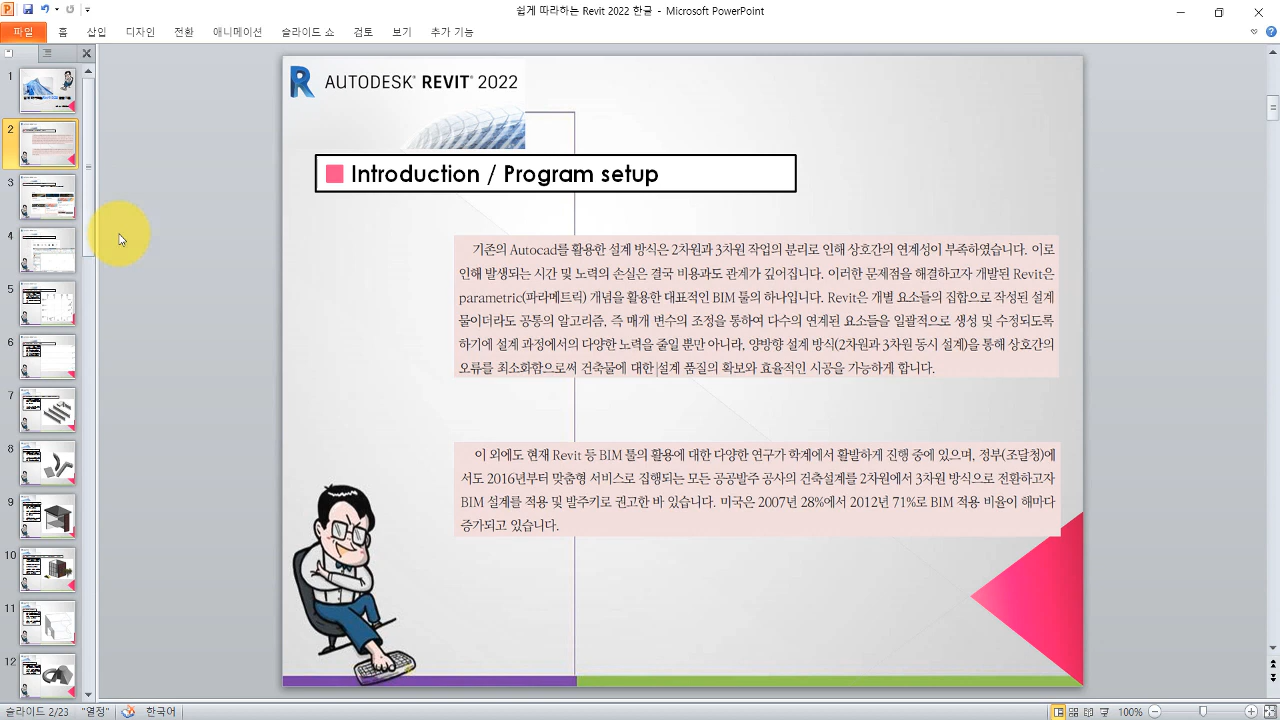 쉽게 따라하는 Revit 2022 한글 - Microsoft PowerPoint
파일 홈 삽입 디자인 전환 애니메이션 슬라이드 쇼 검토 보기 추가 기능
AUTODESK® REVIT® 2022
Introduction / Program setup
존의 Autocad를 활용한 설계 방식은 2차원과 3차원 작업의 분리로 인해 상호간의 연계성이 부족하였습니다. 이로
인해 발생되는 시간 및 노력의 손실은 결국 비용과도 관계가 깊어집니다. 이러한 문제점을 해결하고자 개발된 Revit은
parametric(파라메트릭) 개념을 활용한 대표적인 BIM 툴의 하나입니다. Revit은 개별 요소들의 집합으로 작성된 설계
물이더라도 공통의 알고리즘, 즉 매개 변수의 조정을 통하여 다수의 연계된 요소들을 일괄적으로 생성 및 수정되도록
하기에 설계 과정에서의 다양한 노력을 줄일 뿐만 아니라, 양방향 설계 방식(2차원과 3차원 동시 설계)을 통해 상호간의
오류를 최소화함으로써 건축물에 대한 설계 품질의 확보와 효율적인 시공을 가능하게 합니다.
이 외에도 현재 Revit 등 BIM 툴의 활용에 대한 다양한 연구가 학계에서 활발하게 진행 중에 있으며, 정부(조달청)에
서도 2016년부터 맞춤형 서비스로 집행되는 모든 공공발주 공사의 건축설계를 2차원에서 3차원 방식으로 전환하고자
M 설계를 적용 및 발주키로 권고한 바 있습니다. 미국은 2007년 28%에서 2012년 71%로 BIM 적용 비율이 해마다
증가되고 있습니다.
1
2
3
4
5
6
7
8
9
10
11
12
슬라이드 2/23 "열정" 한국어 100%